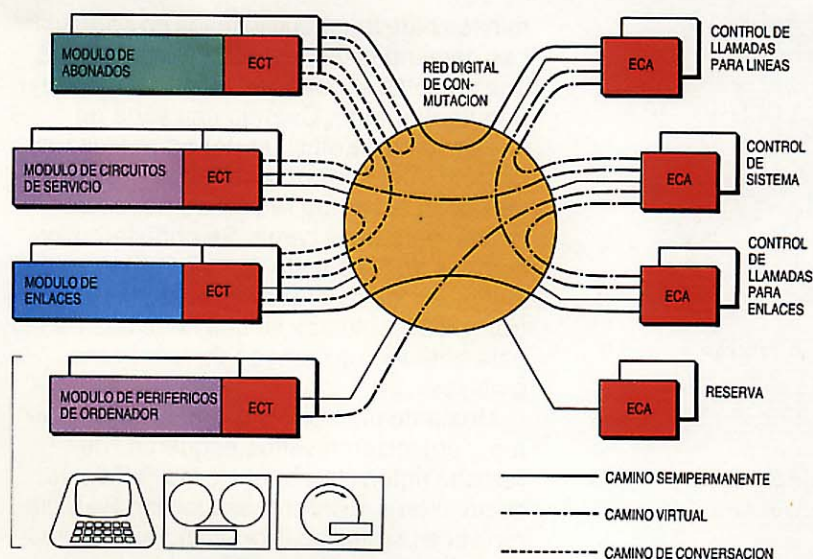 MODULO DE
ABONADOS
ECT
MODULO DE CIRCUITOS
DE SERVICIO
ECT
MODULO DE
ENLACES
ECT
MODULO DE PERIFERICOS
DE ORDENADOR
ECT
RED DIGITAL
DE CON-
MUTACION
ECA
CONTROL DE
LLAMADAS
PARA LINEAS
ECA
CONTROL
DE
SISTEMA
ECA
CONTROL
DE
LLAMADAS
PARA
ENLACES
ECA
RESERVA
CAMINO SEMIPERMANENTE
CAMINO VIRTUAL
CAMINO DE CONVERSACION